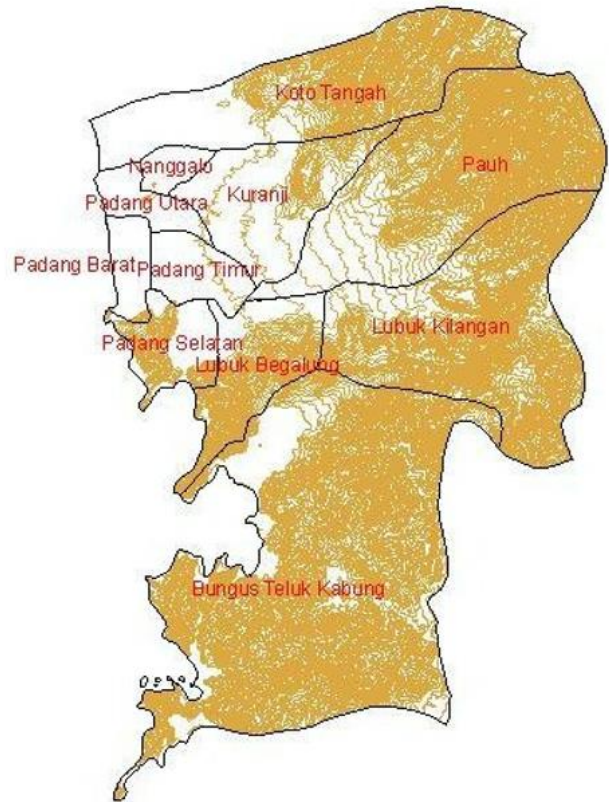 Koto Tangah
Nanggalo
Pauh
Kuranji
Padang Utara
Padang Barat
Padang Timur
Lubuk Kilangan
Padang Selatan
Lubuk Begalung
Bungus Teluk Kabung